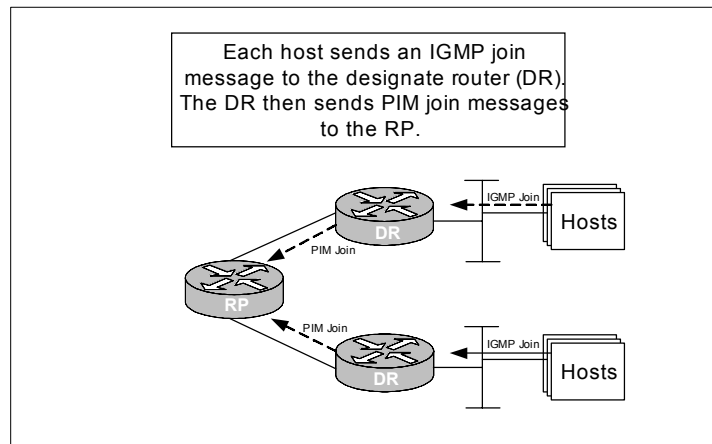 Each host sends an IGMP join
message to the designate router (DR).
The DR then sends PIM join messages
to the RP.
IGMP Join
Hosts
DR
PIM Join
RP
PIM Join
IGMP Join
DR
Hosts